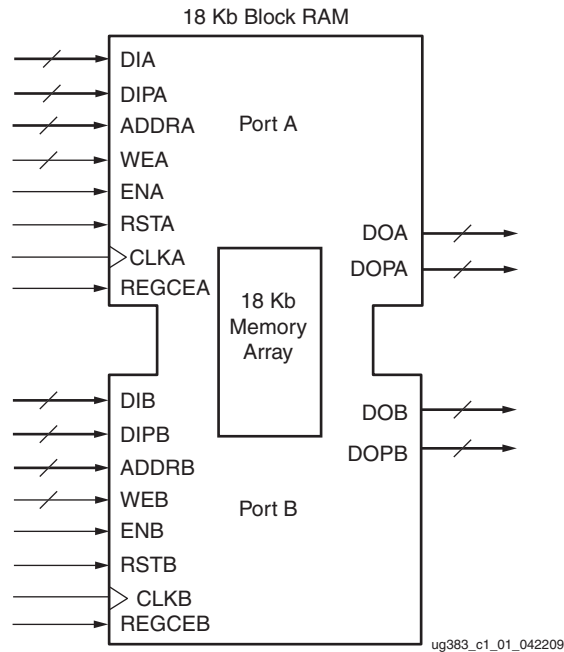 18 Kb Block RAM
DIA
DIPA
ADDRA
Port A
WEA
ENA
RSTA
DOA
CLKA
DOPA
REGCEA
18 Kb
Memory
Array
DIB
DOB
DIPB
DOPB
ADDRB
WEB
Port B
ENB
RSTB
CLKB
REGCEB
ug383_c1_01_042209